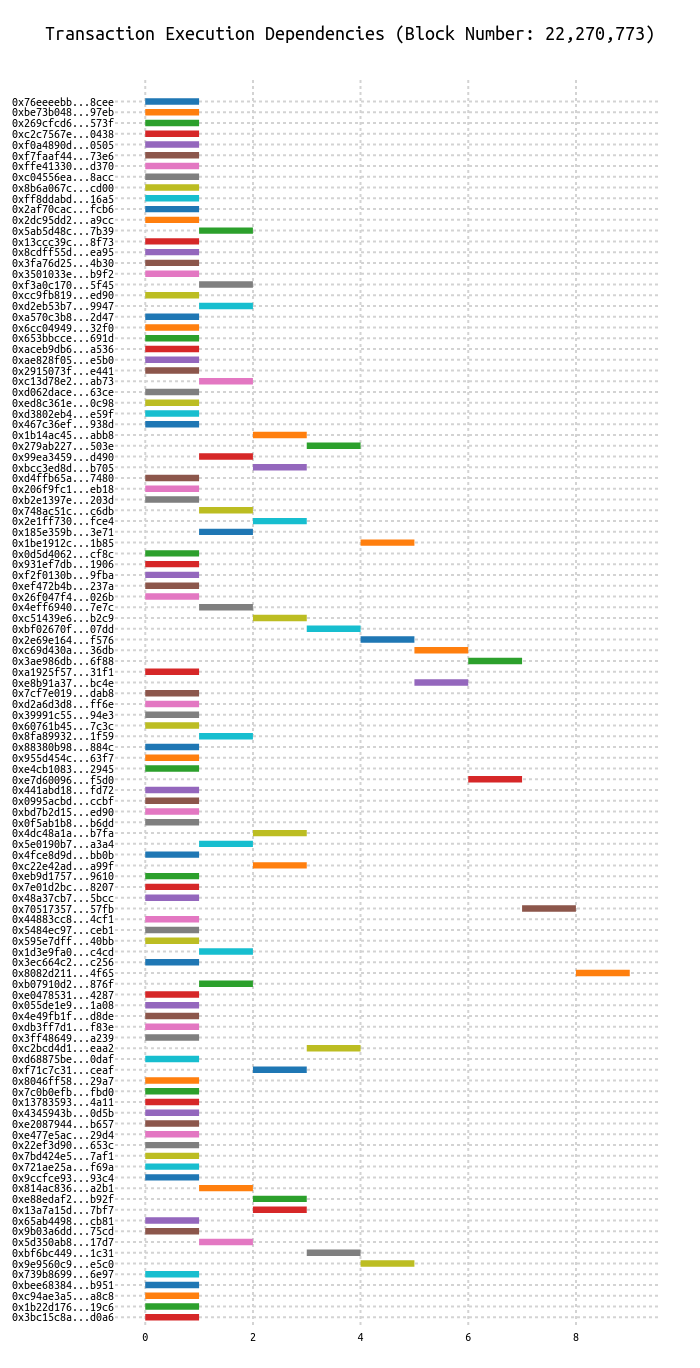 Transaction Execution Dependencies (Block Number: 22,270,773)
0x76eeeebb...8cee
0xbe73b048...97eb
0x269cfcd6...573f
0xc2c7567e...0438
0xf0a4890d...0505
0xf7faaf44...73e6
0xffe41330...d370
0xc04556ea...8acc
0x8b6a067c...cd00
0xff8ddabd...16a5
0x2af70cac...fcb6
0x2dc95dd2...a9cc
0x5ab5d48c...7b39
0x13ccc39c...8f73
0x8cdff55d...ea95
0x3fa76d25...4b30
0x3501033e...b9f2
0xf3a0c170...5f45
0xcc9fb819...ed90
0xd2eb53b7...9947
0xa570c3b8...2d47
0x6cc04949...32f0
0x653bbcce...691d
0xaceb9db6...a536
0xae828f05...e5b0
0x2915073f...e441
0xc13d78e2...ab73
0xd062dace...63ce
0xed8c361e...0c98
0xd3802eb4...e59f
0x467c36ef...938d
0x1b14ac45...abb8
0x279ab227...503e
0x99ea3459...d490
0xbcc3ed8d...b705
0xd4ffb65a...7480
0x206f9fc1...eb18
0xb2e1397e...203d
0x748ac51c...c6db
0x2e1ff730...fce4
0x185e359b...3e71
0x1be1912c...1b85
0x0d5d4062...cf8c
0x931ef7db...1906
0xf2f0130b...9fba
0xef472b4b...237a
0x26f047f4...026b
0x4eff6940...7e7c
0xc51439e6...b2c9
0xbf02670f...07dd
0x2e69e164...f576
0xc69d430a...36db
0x3ae986db...6f88
0xa1925f57...31f1
0xe8b91a37...bc4e
0x7cf7e019...dab8
0xd2a6d3d8...ff6e
0x39991c55...94e3
0x60761b45...7c3c
0x8fa89932...1f59
0x88380b98...884c
0x955d454c...63f7
0xe4cb1083...2945
0xe7d60096...f5d0
0x441abd18...fd72
0x0995acbd...ccbf
0xbd7b2d15...ed90
0x0f5ab1b8...b6dd
0x4dc48a1a...b7fa
0x5e0190b7...a3a4
0x4fce8d9d...bb0b
0xc22e42ad...a99f
0xeb9d1757...9610
0x7e01d2bc...8207
0x48a37cb7...5bcc
0x70517357...57fb
0x44883cc8...4cf1
0x5484ec97...ceb1
0x595e7dff...40bb
0x1d3e9fa0...c4cd
0x3ec664c2...c256
0x8082d211...4f65
0xb07910d2...876f
0xe0478531...4287
0x055de1e9...1a08
0x4e49fb1f...d8de
0xdb3ff7d1...f83e
0x3ff48649...a239
0xc2bcd4d1...eaa2
0xd68875be...0daf
0xf71c7c31...ceaf
0x8046ff58...29a7
0x7c0b0efb...fbd0
0x13783593...4a11
0x4345943b...0d5b
0xe2087944...b657
0xe477e5ac...29d4
0x22ef3d90...653c
0x7bd424e5...7af1
0x721ae25a...f69a
0x9ccfce93...93c4
0x814ac836...a2b1
0xe88edaf2...b92f
0x13a7a15d...7bf7
0x65ab4498...cb81
0x9b03a6dd...75cd
0x5d350ab8...17d7
0xbf6bc449...1c31
0x9e9560c9...e5c0
0x739b8699...6e97
0xbee68384...b951
0xc94ae3a5...a8c8
0x1b22d176...19c6
0x3bc15c8a...d0a6
0 2 4 6 8